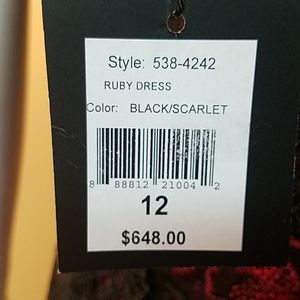 Style: 538-4242
RUBY DRESS
Color: BLACK/SCARLET
8 88812 21004 2
12
$648.00